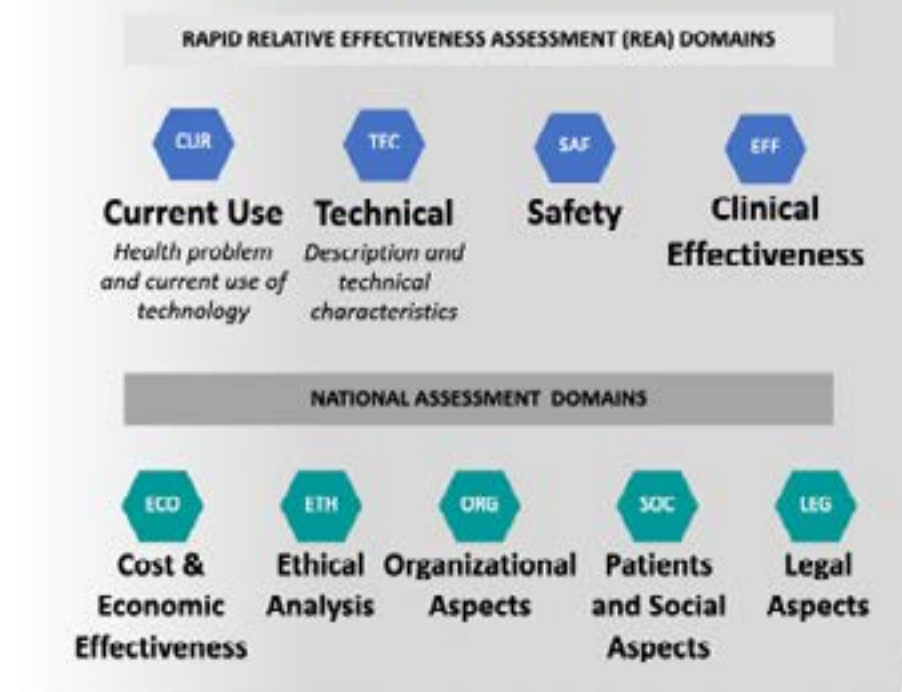 RAPID RELATIVE EFFECTIVENESS ASSESSMENT (REA) DOMAINS
CUR
TEC
SAF
EFF
Current Use
Health problem
and current use of
technology
Technical
Description and
technical
characteristics
Safety
Clinical
Effectiveness
NATIONAL ASSESSMENT DOMAINS
ECO
ETH
ORG
SOC
LEG
Cost &
Economic
Effectiveness
Ethical
Analysis
Organizational
Aspects
Patients
and Social
Aspects
Legal
Aspects